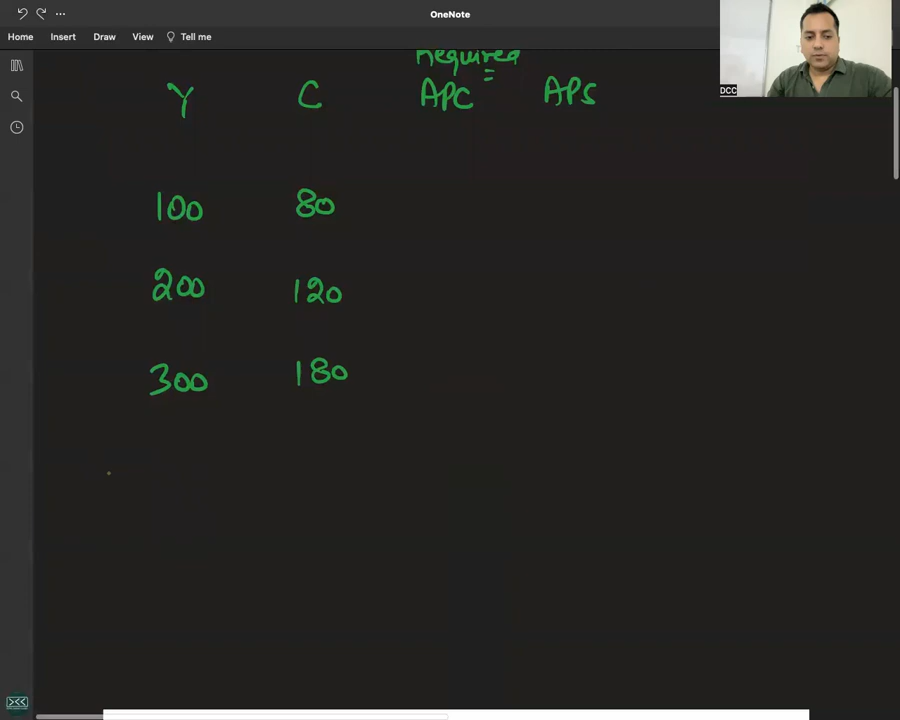 OneNote
Home Insert Draw View Tell me
DCC
Required
Y C APC APS
100 80
200 120
300 180